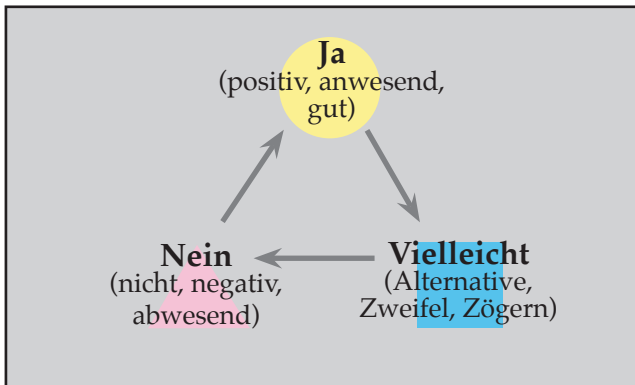 Ja
(positiv, anwesend,
gut)
Nein
(nicht, negativ,
abwesend)
Vielleicht
(Alternative,
Zweifel, Zögern)